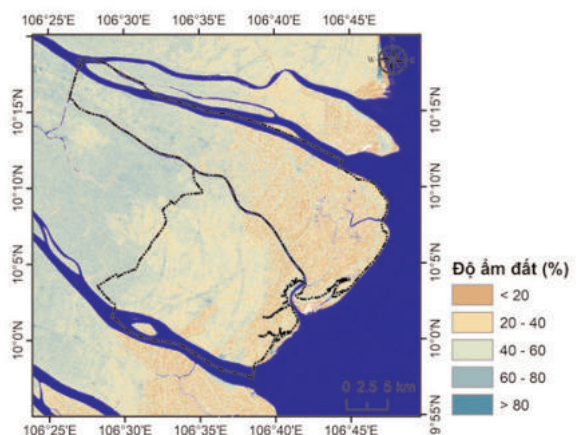 106°25'E 106°30'E 106°35'E 106°40'E 106°45'E
10°15'N 10°15'N
10°10'N 10°10'N
10°5'N 10°5'N
10°0'N 10°0'N
9°55'N
106°25'E 106°30'E 106°35'E 106°40'E 106°45'E
0 2.5 5 km
Độ ẩm đất (%)
< 20
20 - 40
40 - 60
60 - 80
> 80